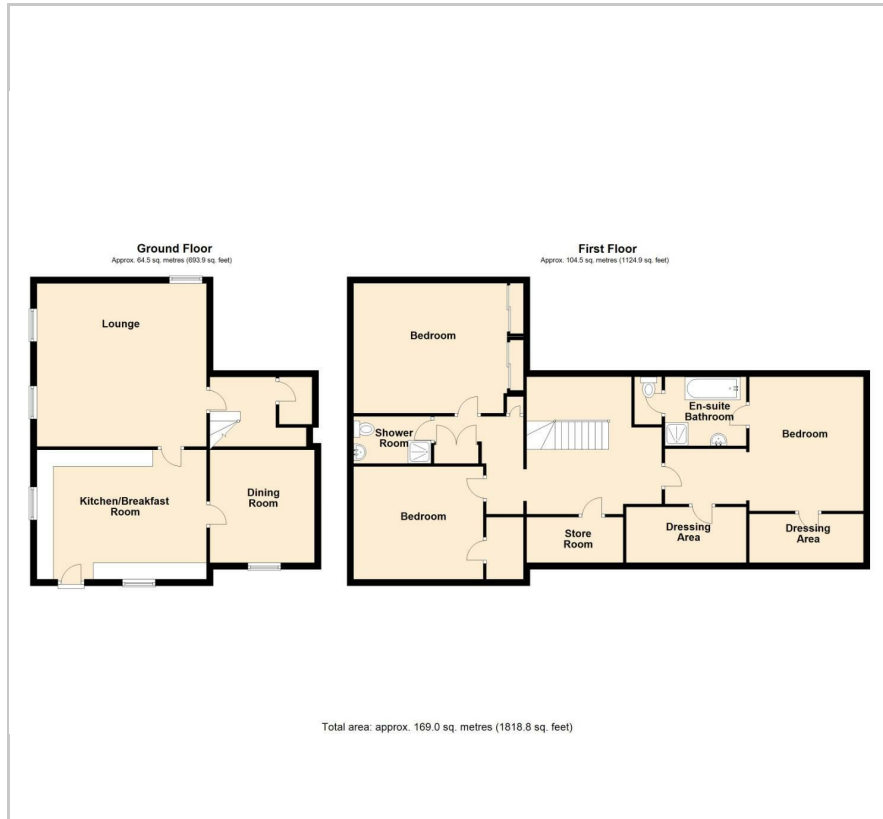 Ground Floor
Approx. 64.5 sq. metres (693.9 sq. feet)
Lounge
Kitchen/Breakfast
Room
Dining
Room
First Floor
Approx. 104.5 sq. metres (1124.9 sq. feet)
Bedroom
Shower
Room
En-suite
Bathroom
Bedroom
Bedroom
Store
Room
Dressing
Area
Dressing
Area
Total area: approx. 169.0 sq. metres (1818.8 sq. feet)